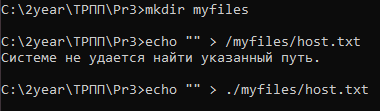 C:\2year\ТРПП\Pr3>mkdir myfiles
C:\2year\ТРПП\Pr3>echo "" > /myfiles/host.txt
Системе не удается найти указанный путь.
C:\2year\ТРПП\Pr3>echo "" > ./myfiles/host.txt